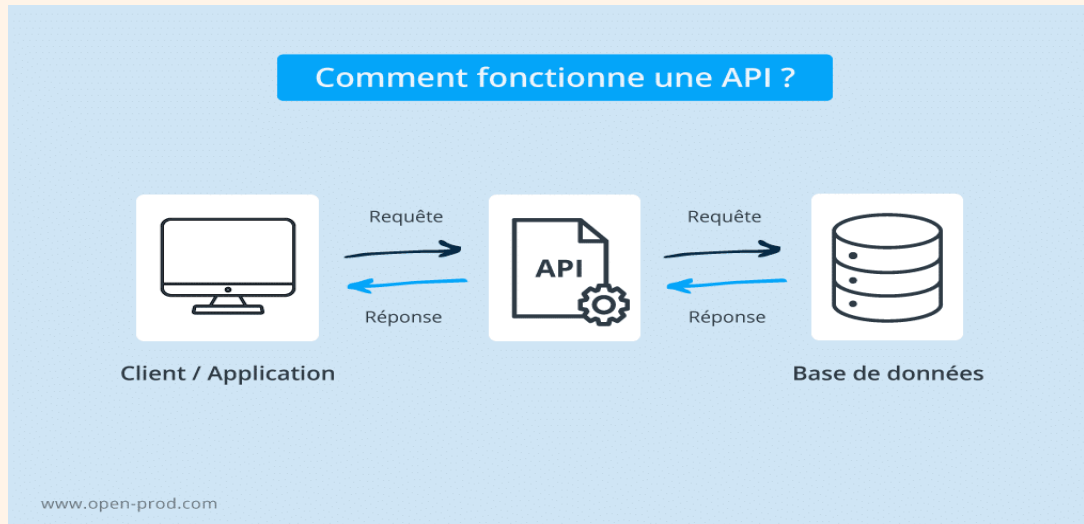 Comment fonctionne une API ?
Requête
Requête
API
Réponse
Réponse
Client / Application
Base de données
www.open-prod.com